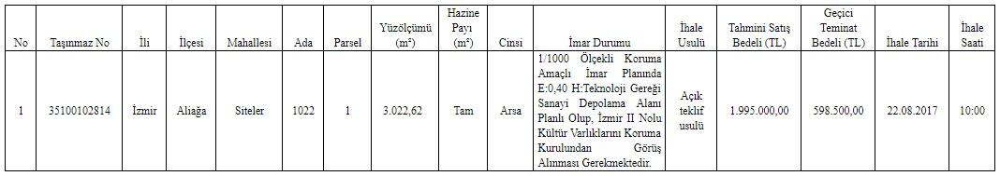 No Taşınmaz No İli İlçesi Mahallesi Ada Parsel Yüzölçümü (m²) Hazine Payı (m²) Cinsi İmar Durumu İhale Usulü Tahmini Satış Bedeli (TL) Geçici Teminat Bedeli (TL) İhale Tarihi İhale Saati
1 35100102814 İzmir Aliağa Siteler 1022 1 3.022,62 Tam Arsa
1/1000 Ölçekli Koruma
Amaçlı İmar Planında
E:0,40 H:Teknoloji Gereği
Sanayi Depolama Alanı
Planlı Olup, İzmir II Nolu
Kültür Varlıklarını Koruma
Kurulundan Görüş
Alınması Gerekmektedir.
Açık teklif usulü 1.995.000,00 598.500,00 22.08.2017 10:00